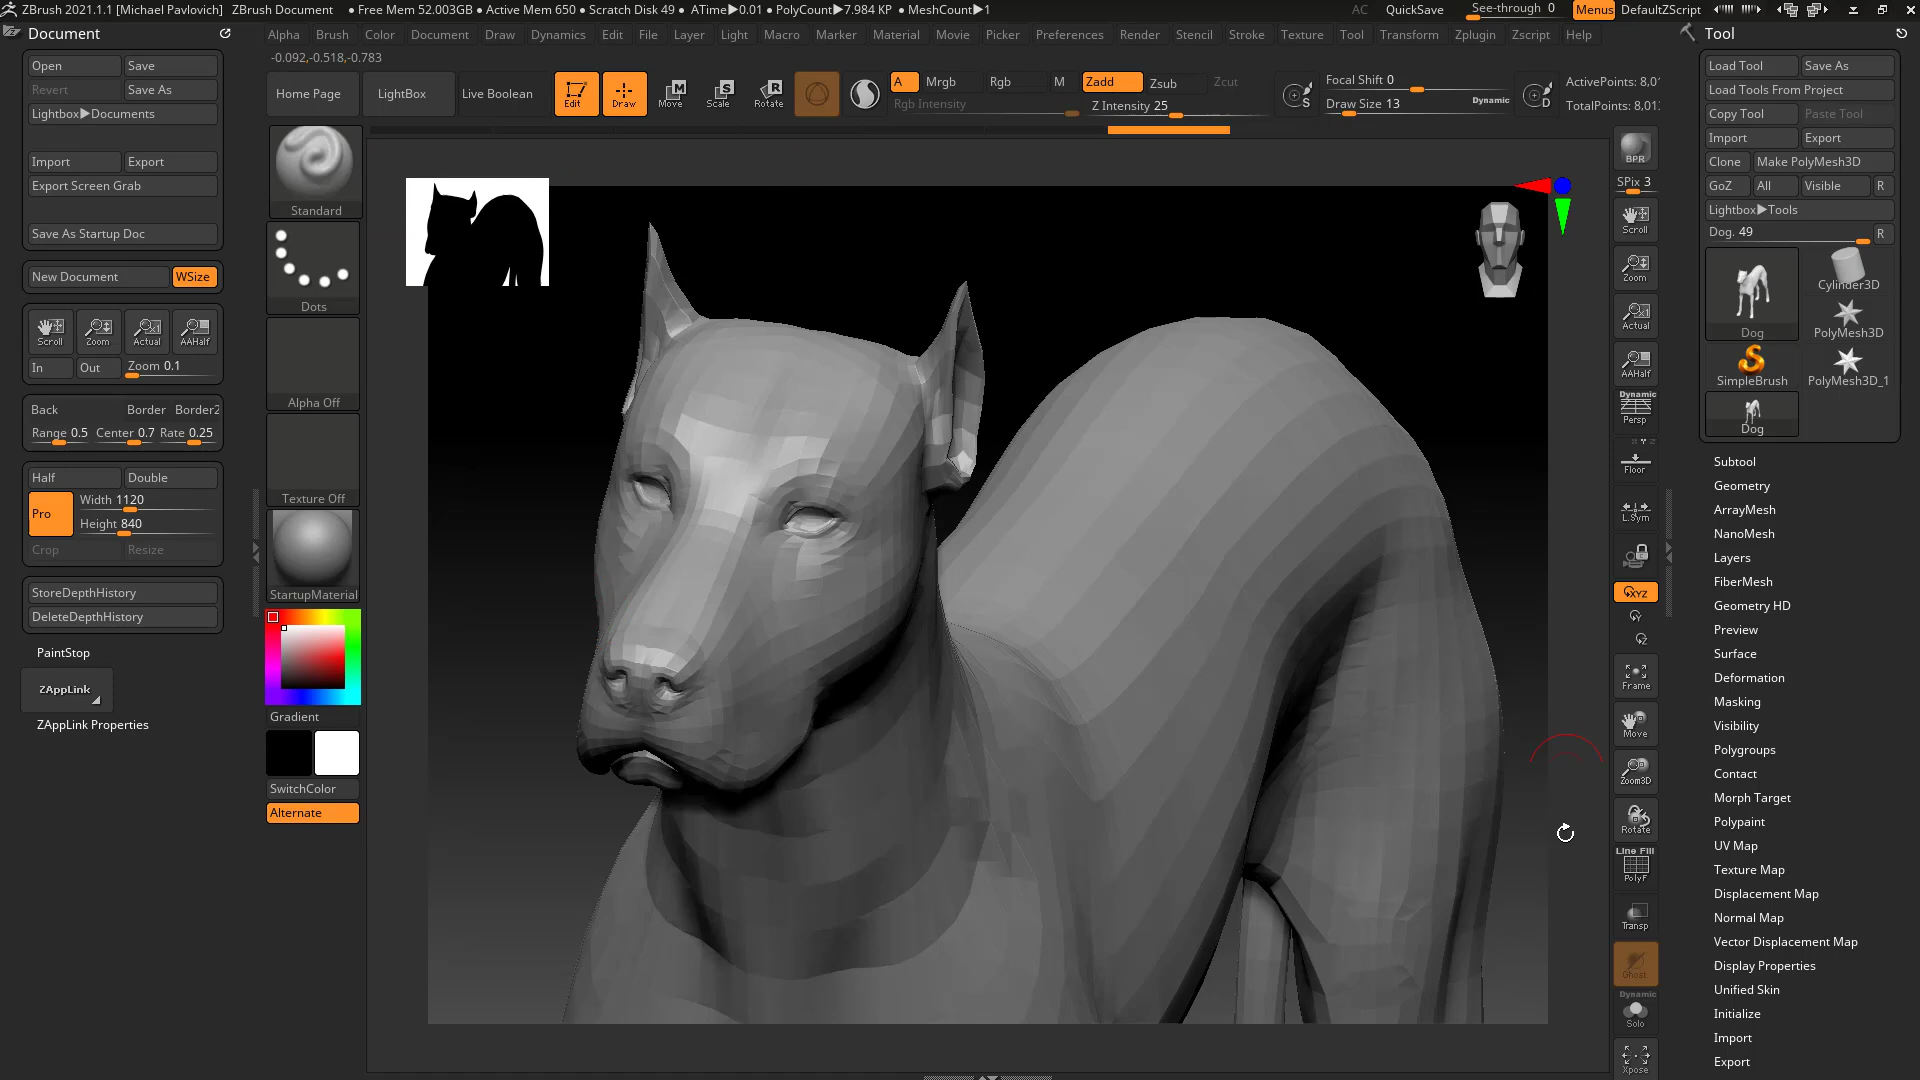 ZBrush 2021.1.1 [Michael Pavlovich] ZBrush Document • Free Mem 52.003GB • Active Mem 650 • Scratch Disk 49 • ATime▶0.01 • PolyCount▶7.984 KP • MeshCount▶1 AC QuickSave See-through 0 Menus DefaultZScript
Document
Alpha Brush Color Document Draw Dynamics Edit File Layer Light Macro Marker Material Movie Picker Preferences Render Stencil Stroke Texture Tool Transform Zplugin Zscript Help
Tool
-0.092,-0.518,-0.783
Open Save
Revert Save As
Lightbox▶Documents
Import Export
Export Screen Grab
Save As Startup Doc
New Document WSize
Scroll Zoom Actual AAHalf
In Out Zoom 0.1
Back Border Border2
Range 0.5 Center 0.7 Rate 0.25
Half Double
Pro Width 1120
Height 840
Crop Resize
StoreDepthHistory
DeleteDepthHistory
PaintStop
ZAppLink
ZAppLink Properties
Home Page LightBox Live Boolean Edit Draw Move Scale Rotate
A Mrgb Rgb M Zadd Zsub Zcut
Rgb Intensity Z Intensity 25
S Focal Shift 0
Draw Size 13 Dynamic D
ActivePoints: 8,01
TotalPoints: 8,01
Standard
Dots
Alpha Off
Texture Off
StartupMaterial
Gradient
SwitchColor
Alternate
BPR
SPix 3
Scroll
Zoom
Actual
AAHalf
Dynamic
Persp
Floor
L.Sym
XYZ
Y
Z
Frame
Move
Zoom3D
Rotate
Line Fill
PolyF
Transp
Ghost
Dynamic
Solo
Xpose
Load Tool Save As
Load Tools From Project
Copy Tool Paste Tool
Import Export
Clone Make PolyMesh3D
GoZ All Visible R
Lightbox▶Tools
Dog. 49 R
Dog Cylinder3D
PolyMesh3D
SimpleBrush PolyMesh3D_1
Dog
Subtool
Geometry
ArrayMesh
NanoMesh
Layers
FiberMesh
Geometry HD
Preview
Surface
Deformation
Masking
Visibility
Polygroups
Contact
Morph Target
Polypaint
UV Map
Texture Map
Displacement Map
Normal Map
Vector Displacement Map
Display Properties
Unified Skin
Initialize
Import
Export